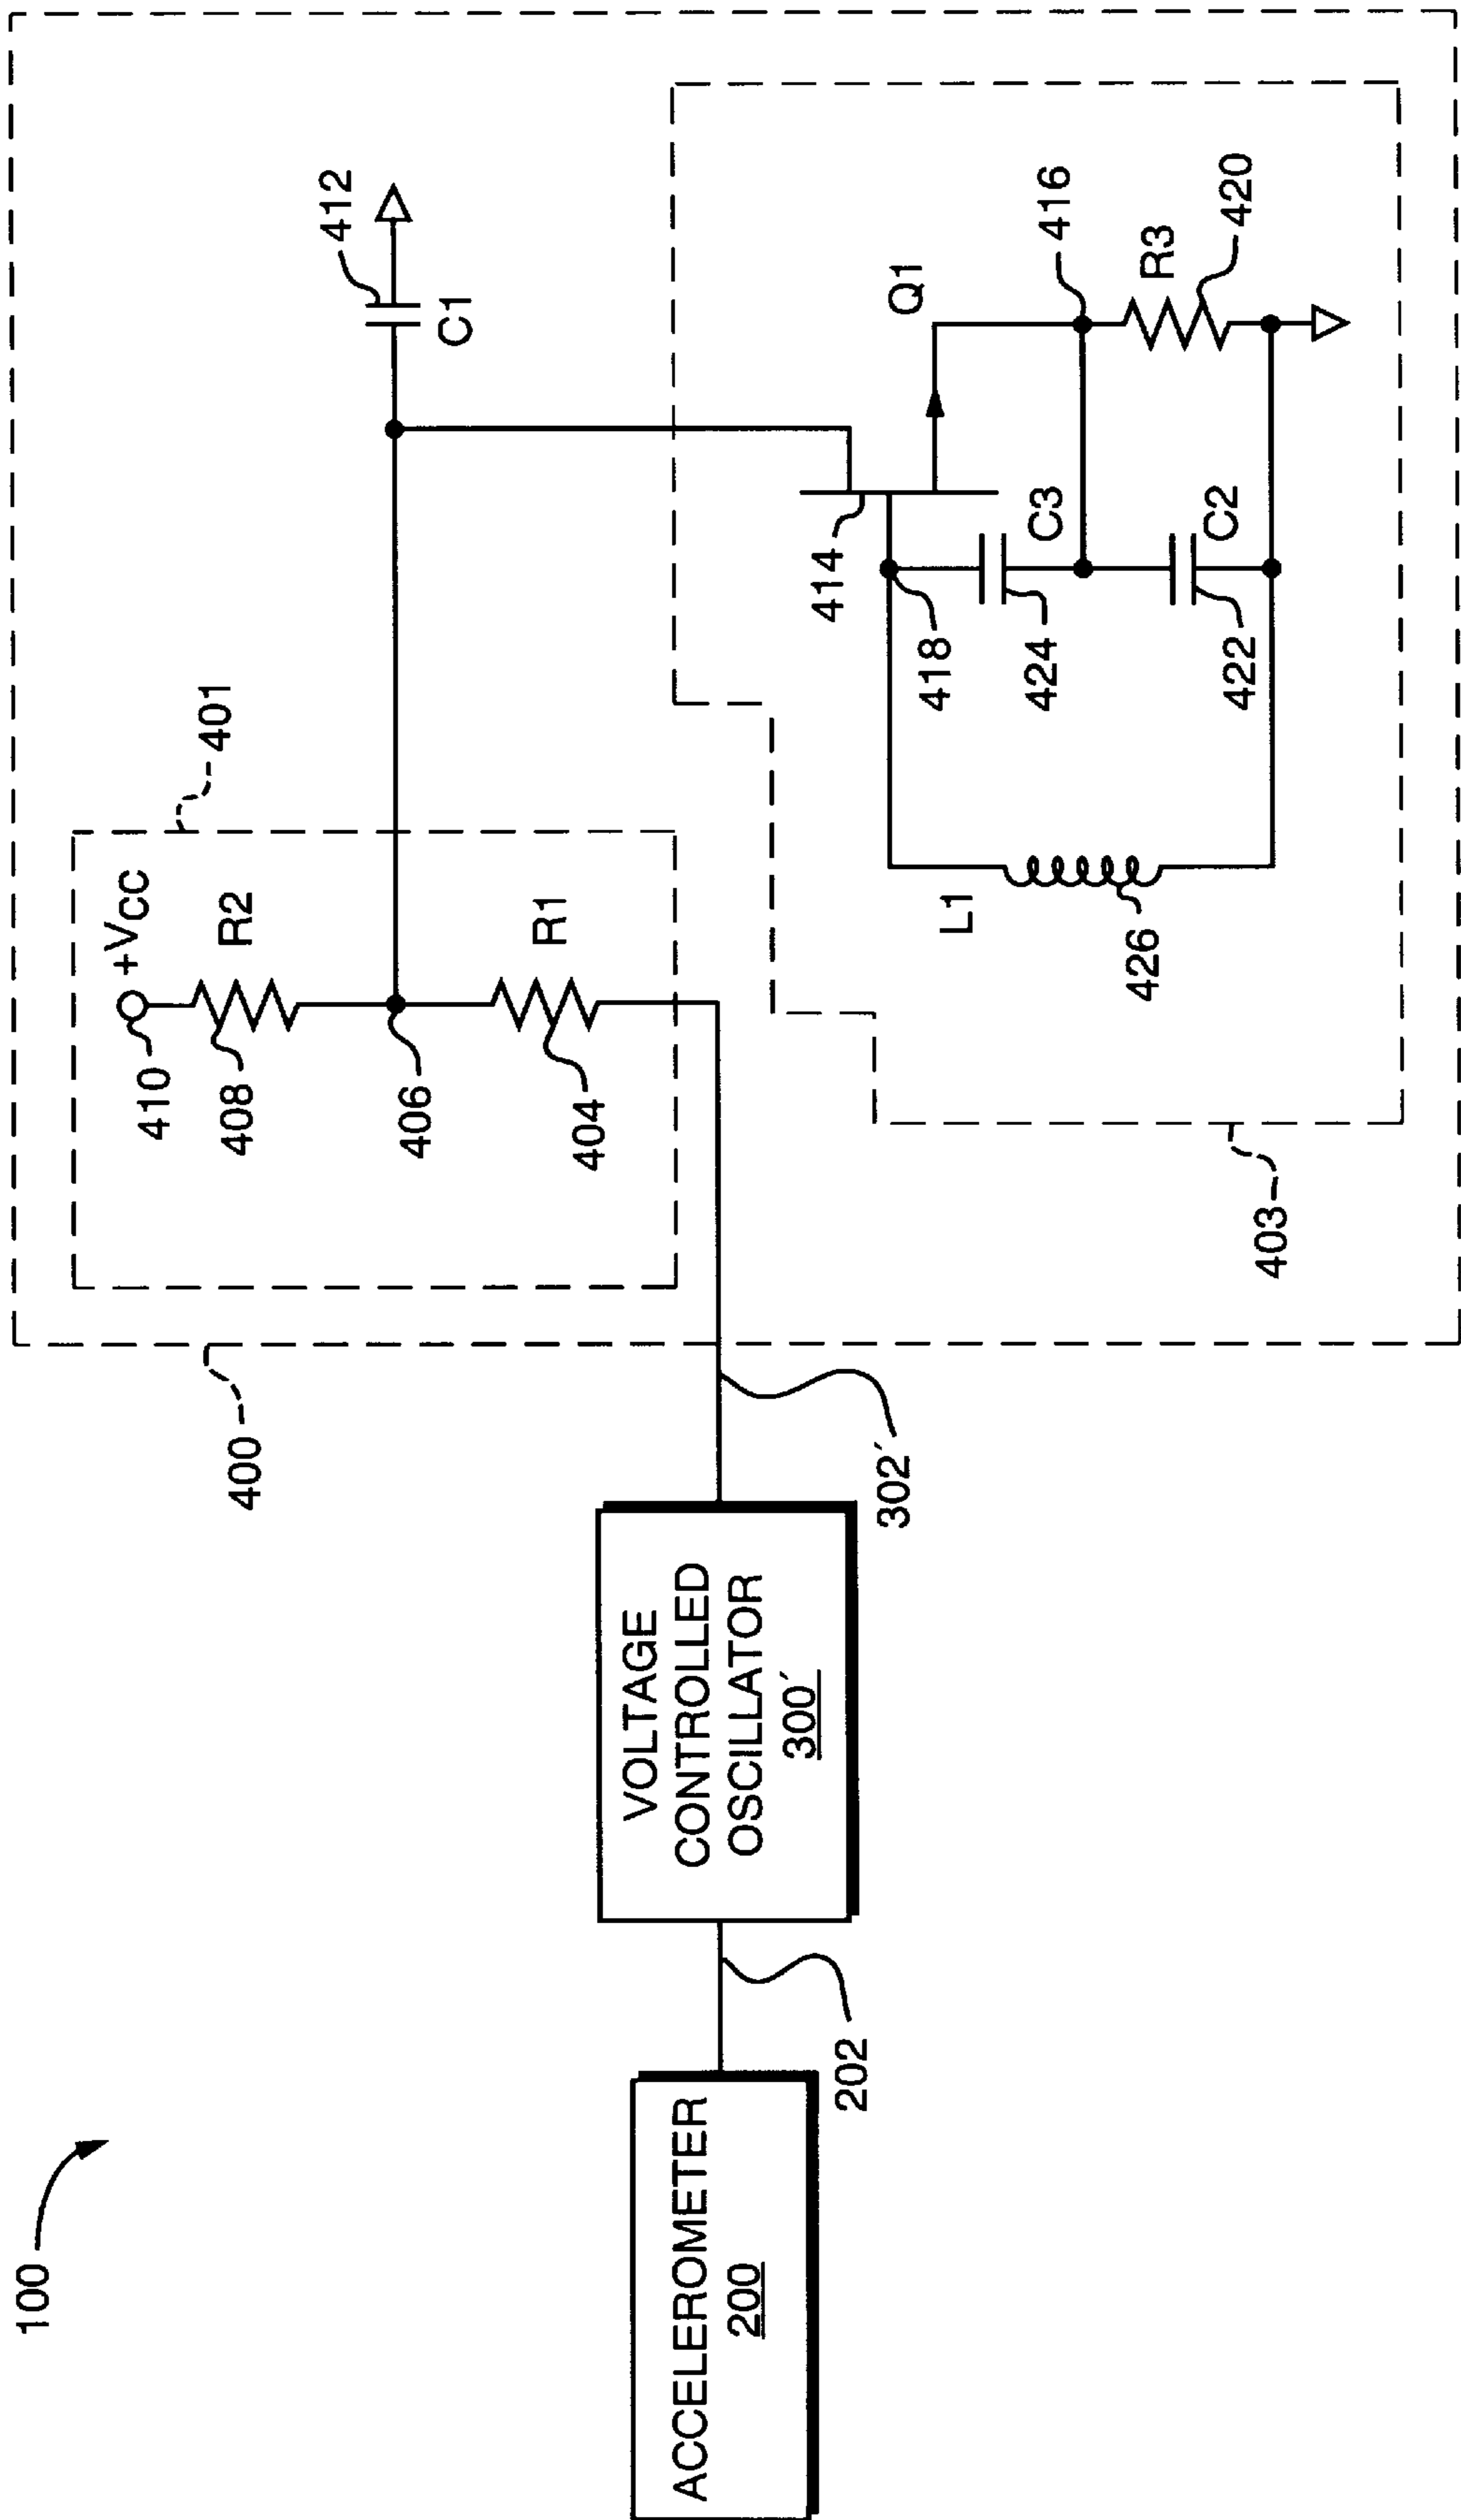 100
ACCELEROMETER
200
202
VOLTAGE
CONTROLLED
OSCILLATOR
300´
302´
400
401
+Vcc
410
R2
408
406
R1
404
412
C1
403
L1
426
414
Q1
418
C3
424
416
C2
422
R3
420